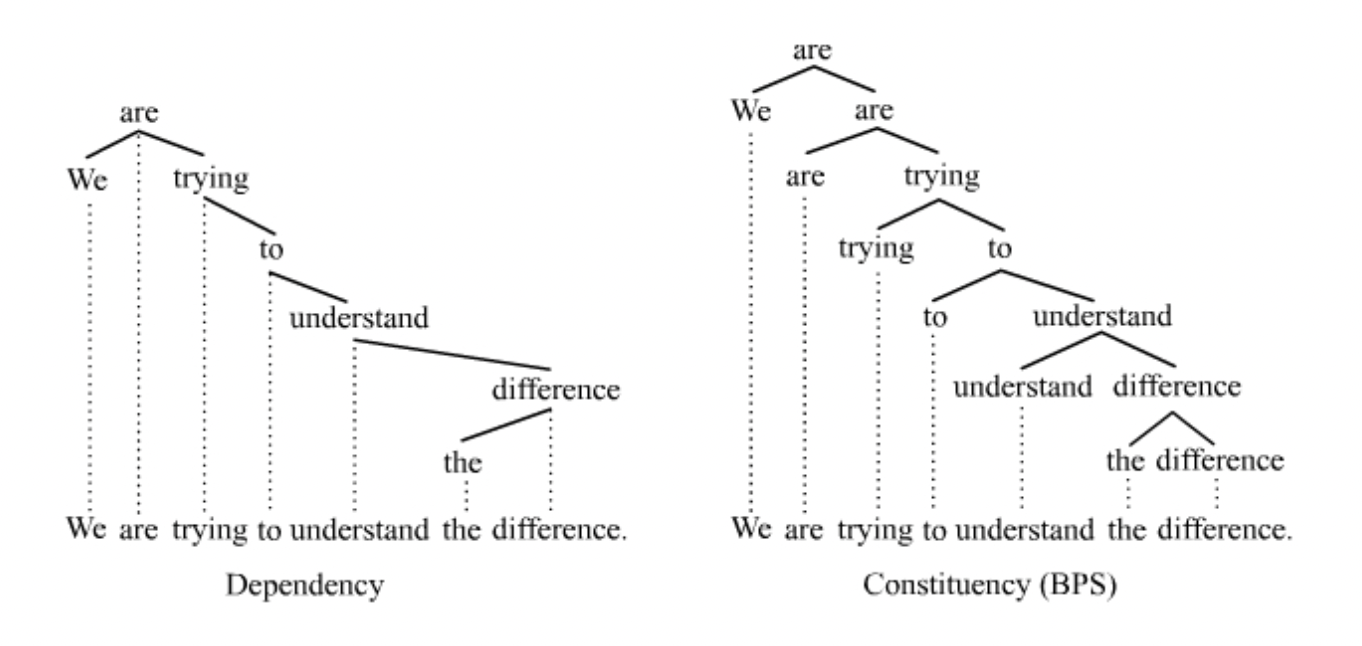 are
are
We are
We trying
are trying
to
trying to
understand
to understand
difference
understand difference
the
the difference
We are trying to understand the difference.
We are trying to understand the difference.
Dependency
Constituency (BPS)